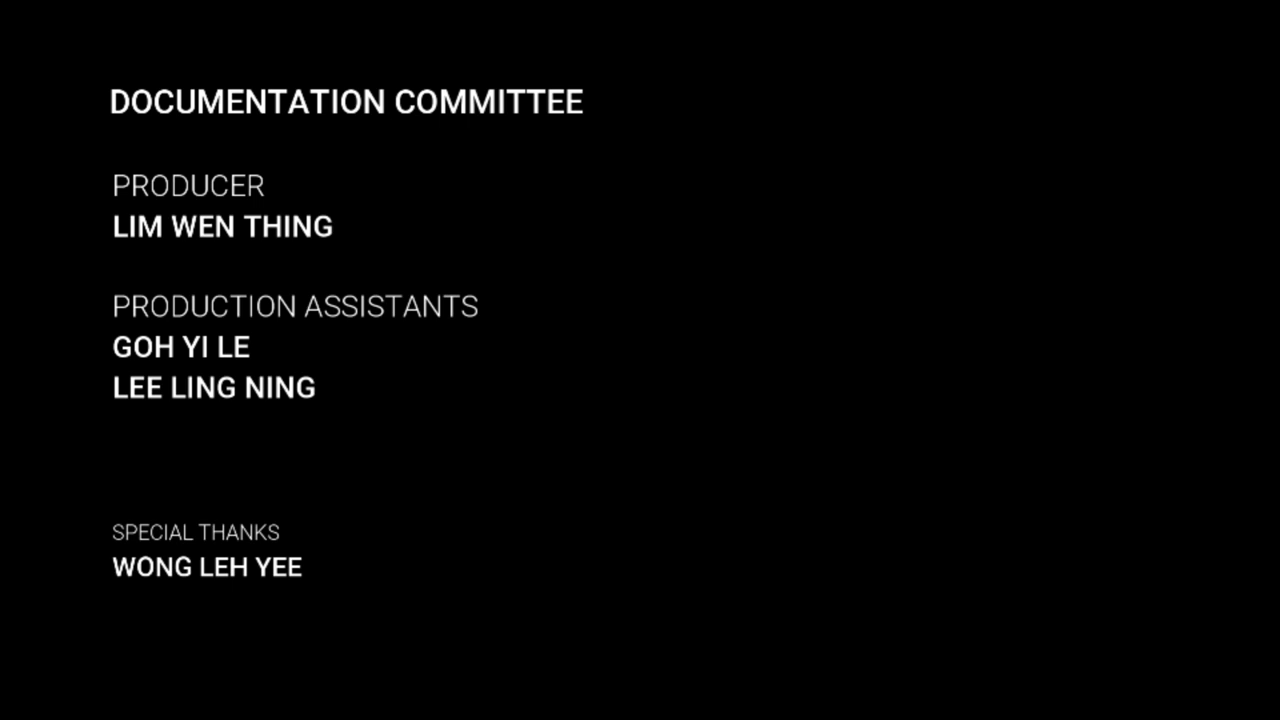 DOCUMENTATION COMMITTEE
PRODUCER
LIM WEN THING
PRODUCTION ASSISTANTS
GOH YI LE
LEE LING NING
SPECIAL THANKS
WONG LEH YEE